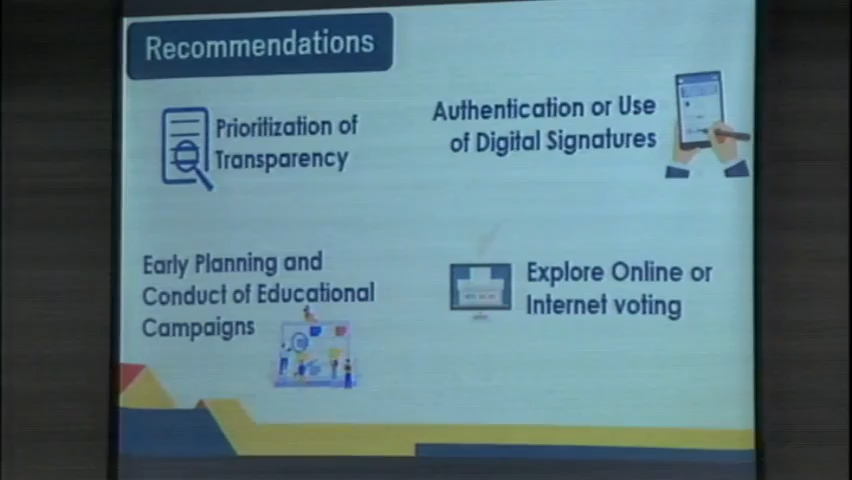 Recommendations
Prioritization of
Transparency
Authentication or Use
of Digital Signatures
Early Planning and
Conduct of Educational
Campaigns
Explore Online or
Internet voting